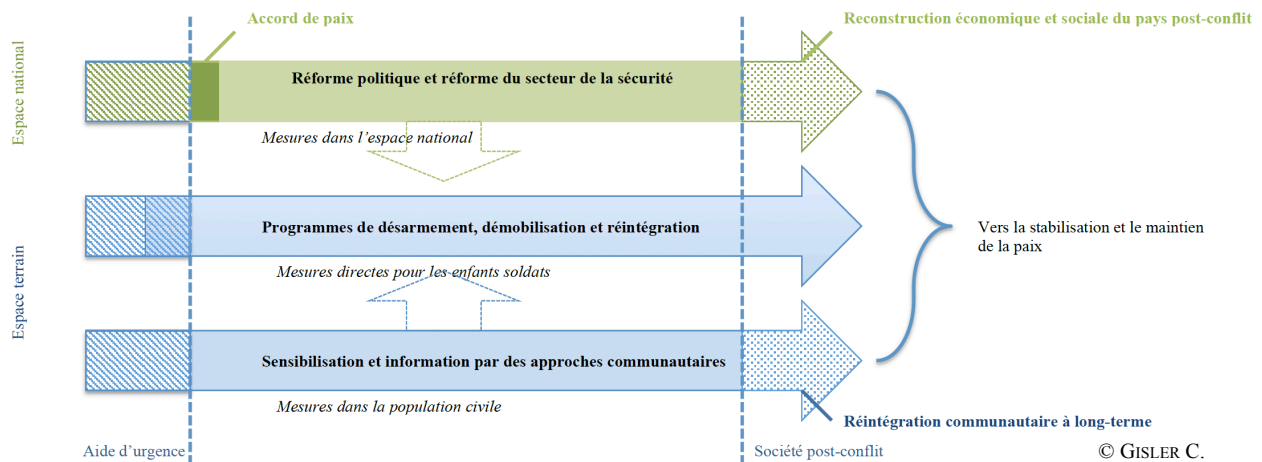 Accord de paix
Reconstruction économique et sociale du pays post-conflit
Espace national
Réforme politique et réforme du secteur de la sécurité
Mesures dans l’espace national
Espace terrain
Programmes de désarmement, démobilisation et réintégration
Vers la stabilisation et le maintien
de la paix
Mesures directes pour les enfants soldats
Sensibilisation et information par des approches communautaires
Mesures dans la population civile
Réintégration communautaire à long-terme
Aide d’urgence
Société post-conflit
© GISLER C.